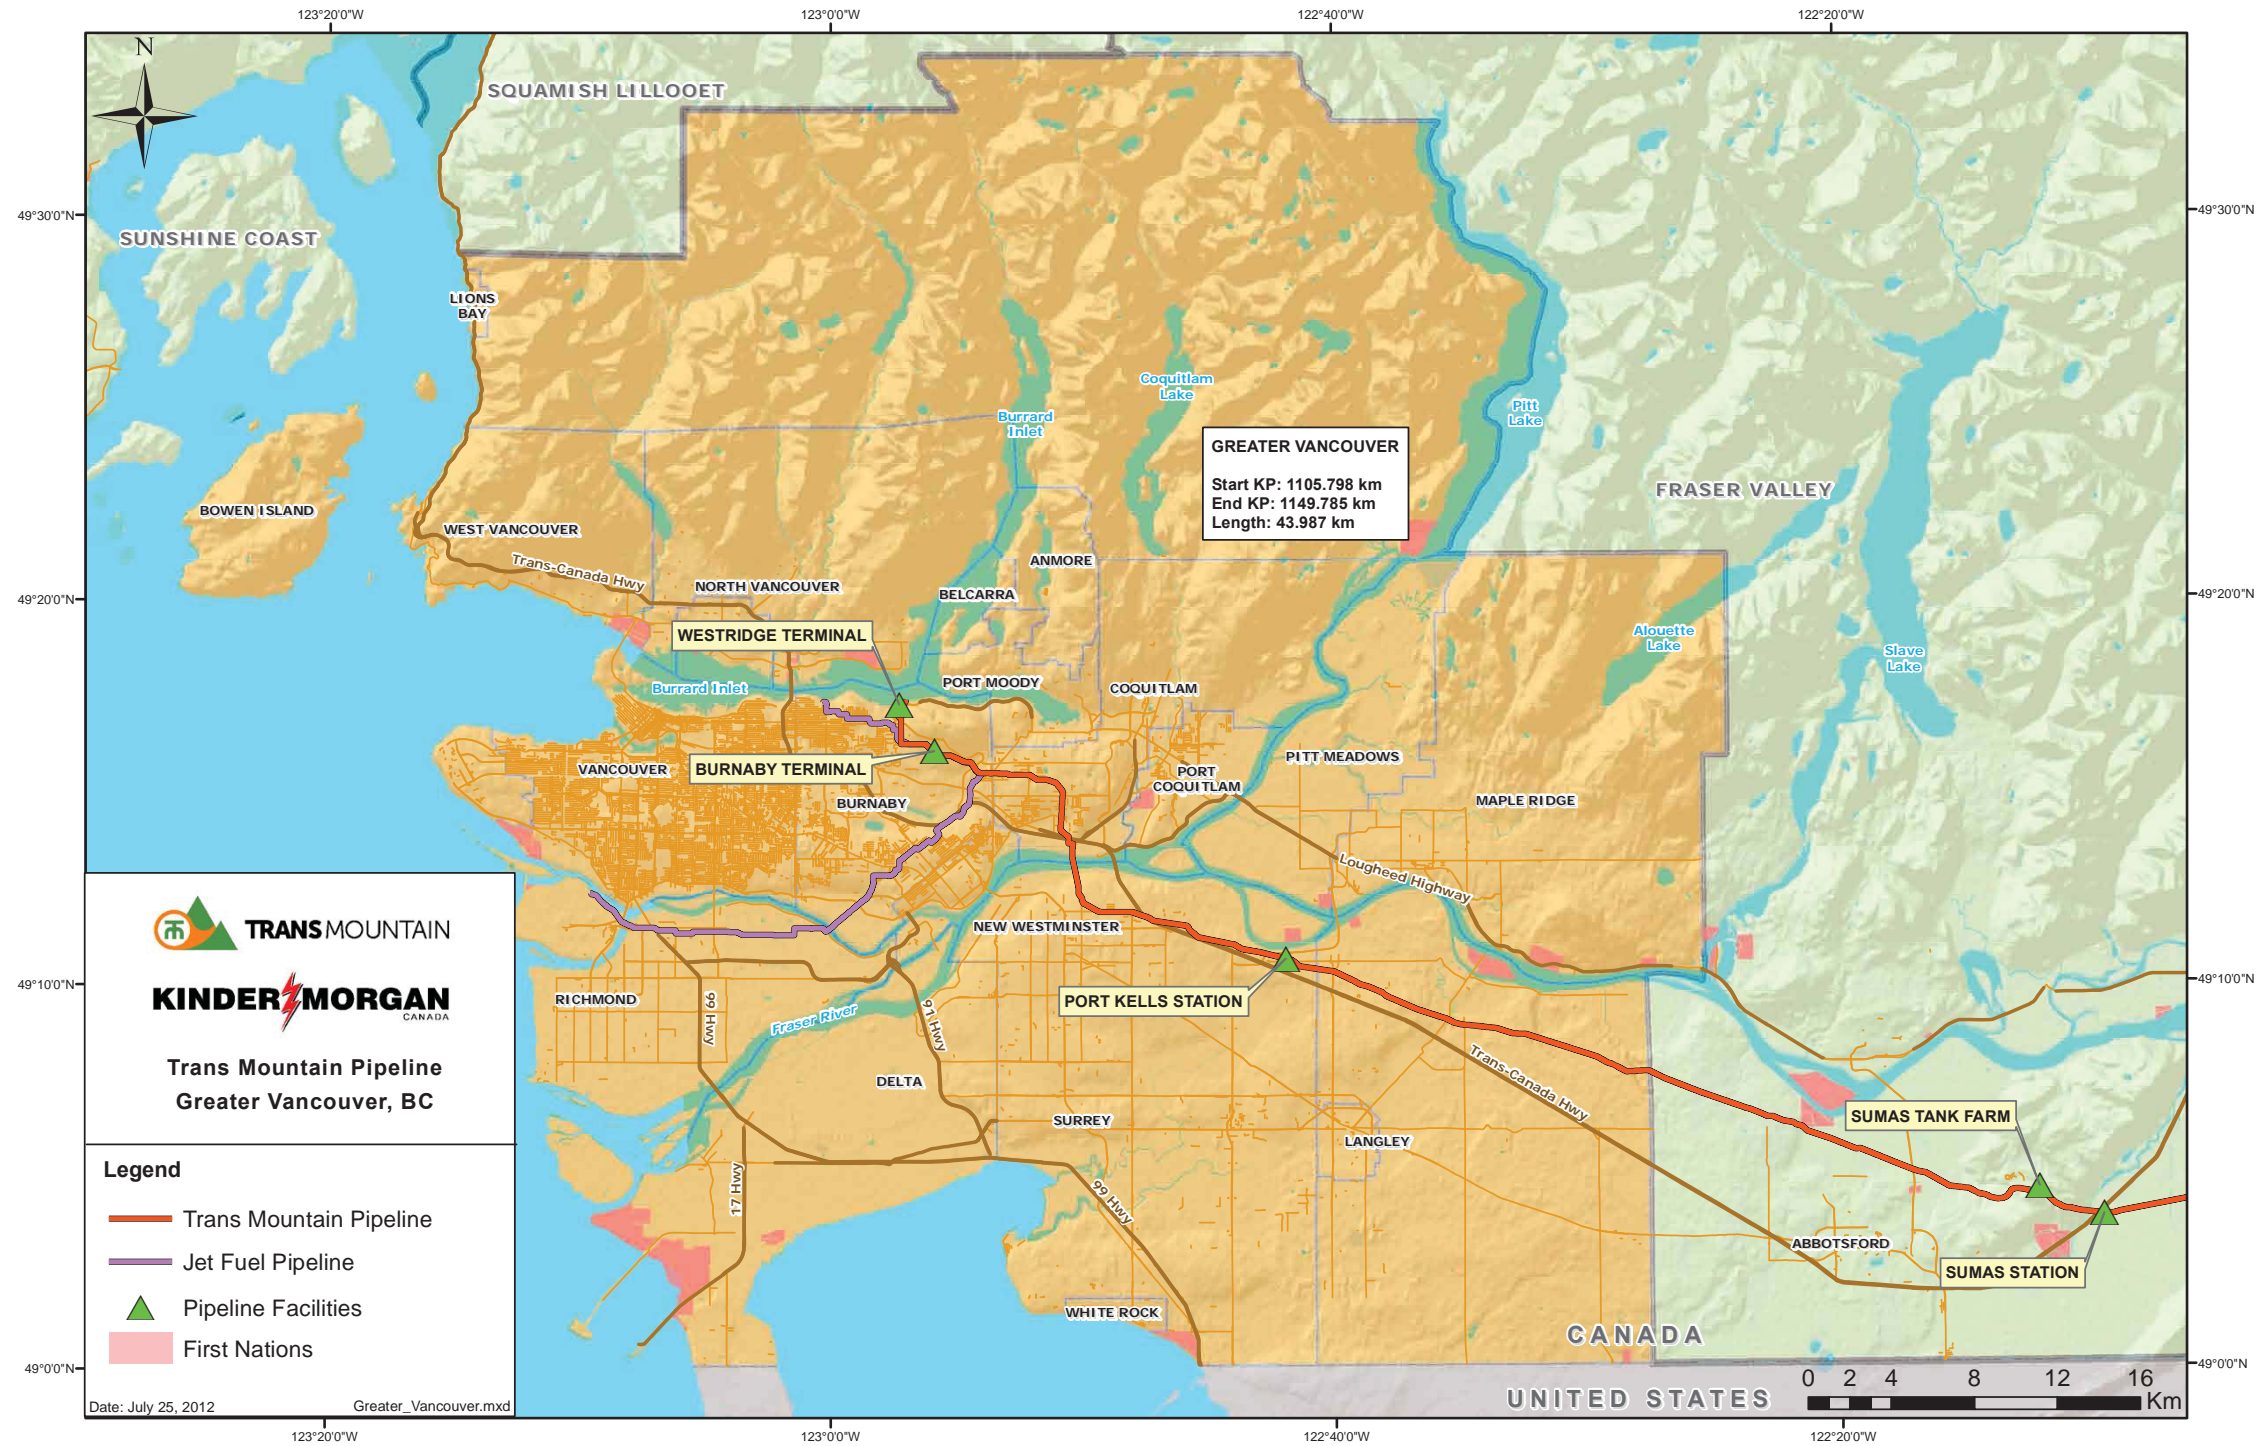 123°20'0"W
123°0'0"W
122°40'0"W
122°20'0"W
N
SQUAMISH LILLOOET
49°30'0"N
49°30'0"N
SUNSHINE COAST
LIONS
BAY
Coquitlam
Lake
Burrard
Inlet
Pitt
Lake
GREATER VANCOUVER
Start KP: 1105.798 km
End KP: 1149.785 km
Length: 43.987 km
FRASER VALLEY
BOWEN ISLAND
WEST VANCOUVER
Trans-Canada Hwy
ANMORE
NORTH VANCOUVER
BELCARRA
49°20'0"N
49°20'0"N
WESTRIDGE TERMINAL
Alouette
Lake
Slave
Lake
Burrard Inlet
PORT MOODY
COQUITLAM
VANCOUVER
BURNABY TERMINAL
PITT MEADOWS
PORT
COQUITLAM
BURNABY
MAPLE RIDGE
Lougheed Highway
NEW WESTMINSTER
TRANSMOUNTAIN
KINDER MORGAN
CANADA
49°10'0"N
49°10'0"N
RICHMOND
99 Hwy
Fraser River
91 Hwy
PORT KELLS STATION
Trans Mountain Pipeline
Greater Vancouver, BC
DELTA
Trans-Canada Hwy
SURREY
LANGLEY
SUMAS TANK FARM
Legend
Trans Mountain Pipeline
Jet Fuel Pipeline
Pipeline Facilities
First Nations
17 Hwy
99 Hwy
ABBOTSFORD
SUMAS STATION
WHITE ROCK
CANADA
49°0'0"N
49°0'0"N
UNITED STATES
0 2 4 8 12 16
Km
Date: July 25, 2012
Greater_Vancouver.mxd
123°20'0"W
123°0'0"W
122°40'0"W
122°20'0"W